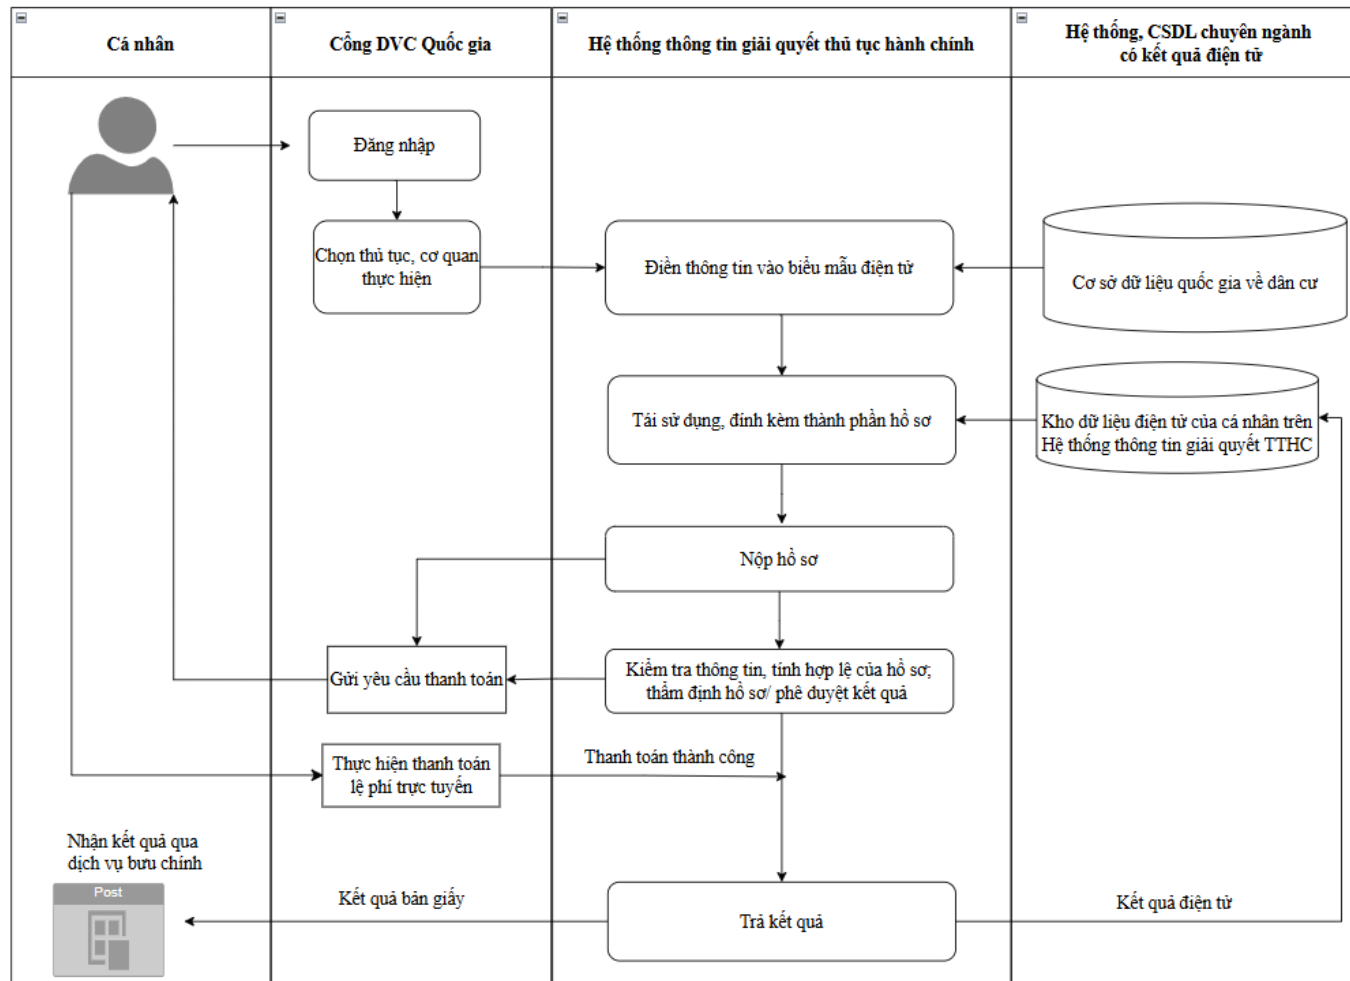 Cá nhân
Cổng DVC Quốc gia
Hệ thống thông tin giải quyết thủ tục hành chính
Hệ thống, CSDL chuyên ngành
có kết quả điện tử
Đăng nhập
Chọn thủ tục, cơ quan
thực hiện
Điền thông tin vào biểu mẫu điện tử
Cơ sở dữ liệu quốc gia về dân cư
Tái sử dụng, đính kèm thành phần hồ sơ
Kho dữ liệu điện tử của cá nhân trên
Hệ thống thông tin giải quyết TTHC
Nộp hồ sơ
Gửi yêu cầu thanh toán
Kiểm tra thông tin, tính hợp lệ của hồ sơ;
thẩm định hồ sơ/ phê duyệt kết quả
Thực hiện thanh toán
lệ phí trực tuyến
Thanh toán thành công
Nhận kết quả qua
dịch vụ bưu chính
Post
Kết quả bản giấy
Trả kết quả
Kết quả điện tử